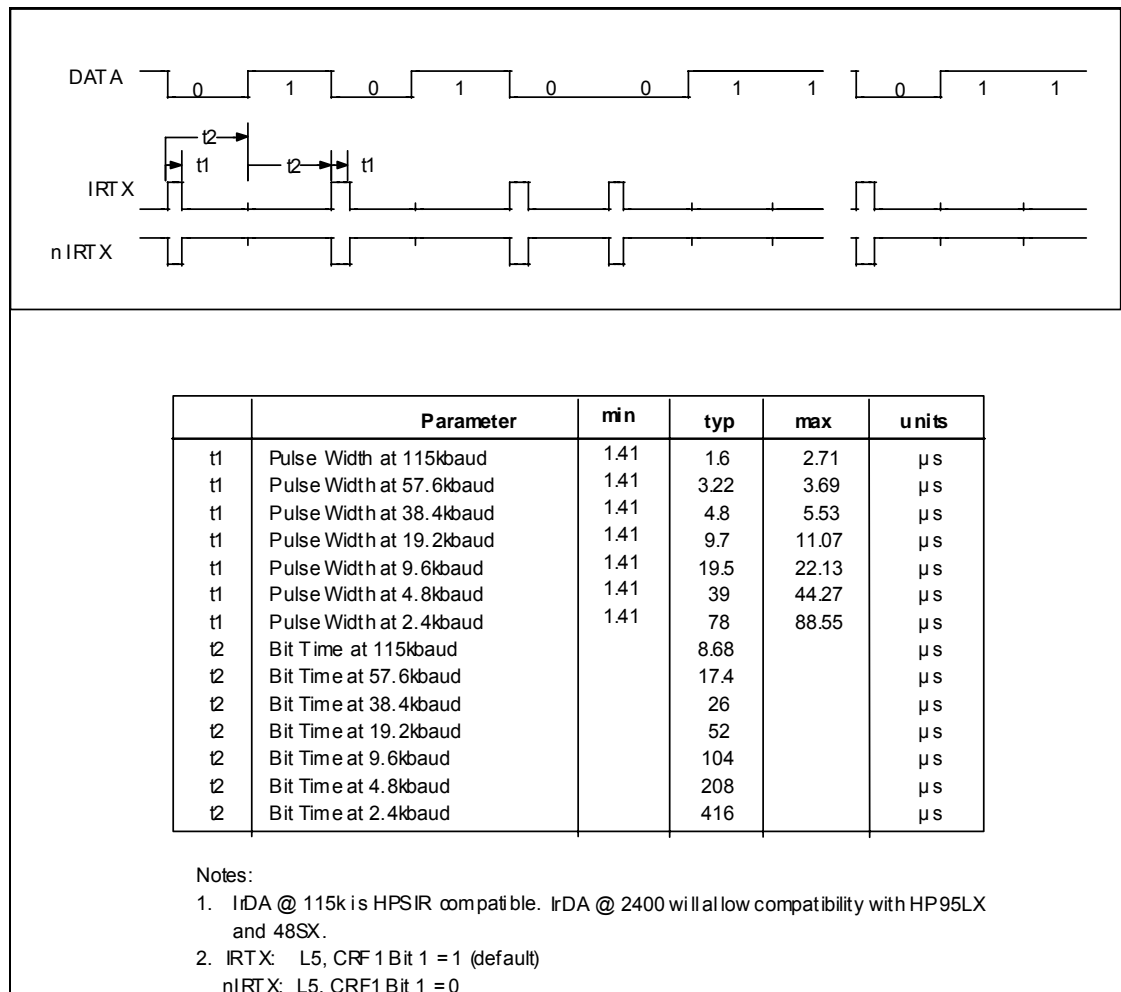 DATA 0 1 0 1 0 0 1 1 0 1 1
t2
t1 t2 t1
IRTX
nIRTX
Parameter min typ max units
t1 Pulse Width at 115kbaud 1.41 1.6 2.71 µs
t1 Pulse Width at 57.6kbaud 1.41 3.22 3.69 µs
t1 Pulse Width at 38.4kbaud 1.41 4.8 5.53 µs
t1 Pulse Width at 19.2kbaud 1.41 9.7 11.07 µs
t1 Pulse Width at 9.6kbaud 1.41 19.5 22.13 µs
t1 Pulse Width at 4.8kbaud 1.41 39 44.27 µs
t1 Pulse Width at 2.4kbaud 1.41 78 88.55 µs
t2 Bit Time at 115kbaud 8.68 µs
t2 Bit Time at 57.6kbaud 17.4 µs
t2 Bit Time at 38.4kbaud 26 µs
t2 Bit Time at 19.2kbaud 52 µs
t2 Bit Time at 9.6kbaud 104 µs
t2 Bit Time at 4.8kbaud 208 µs
t2 Bit Time at 2.4kbaud 416 µs
Notes:
1. IrDA @ 115k is HPSIR compatible. IrDA @ 2400 will allow compatibility with HP95LX
and 48SX.
2. IRTX: L5, CRF1 Bit 1 = 1 (default)
nIRTX: L5, CRF1 Bit 1 = 0